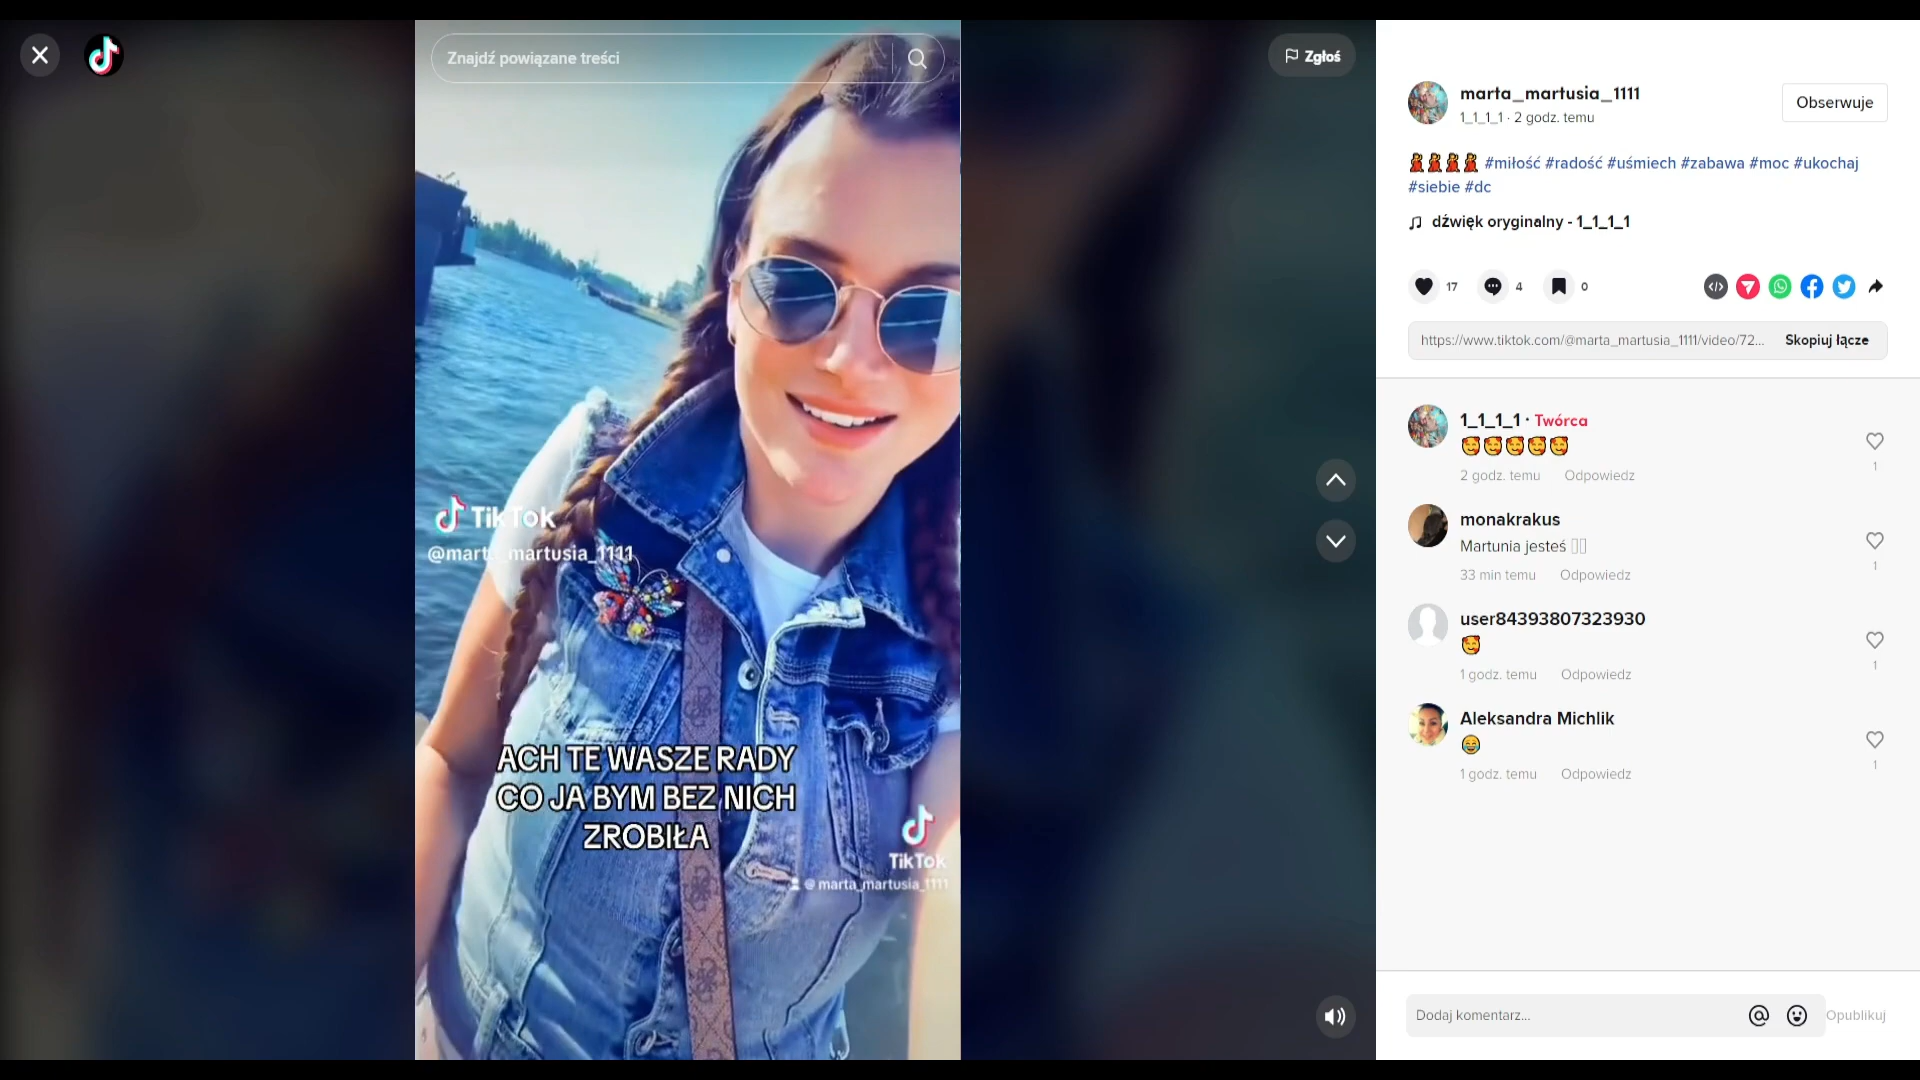 Znajdź powiązane treści
Zgłoś
TikTok
@marta_martusia_1111
ACH TE WASZE RADY
CO JA BYM BEZ NICH
ZROBIŁA
TikTok
@marta_martusia_1111
marta_martusia_1111
1_1_1_1 · 2 godz. temu
Obserwuje
#miłość #radość #uśmiech #zabawa #moc #ukochaj
#siebie #dc
dźwięk oryginalny - 1_1_1_1
17
4
0
https://www.tiktok.com/@marta_martusia_1111/video/72...
Skopiuj łącze
1_1_1_1 · Twórca
2 godz. temu Odpowiedz
1
monakrakus
Martunia jesteś
33 min temu Odpowiedz
1
user84393807323930
1 godz. temu Odpowiedz
1
Aleksandra Michlik
1 godz. temu Odpowiedz
1
Dodaj komentarz...
Opublikuj